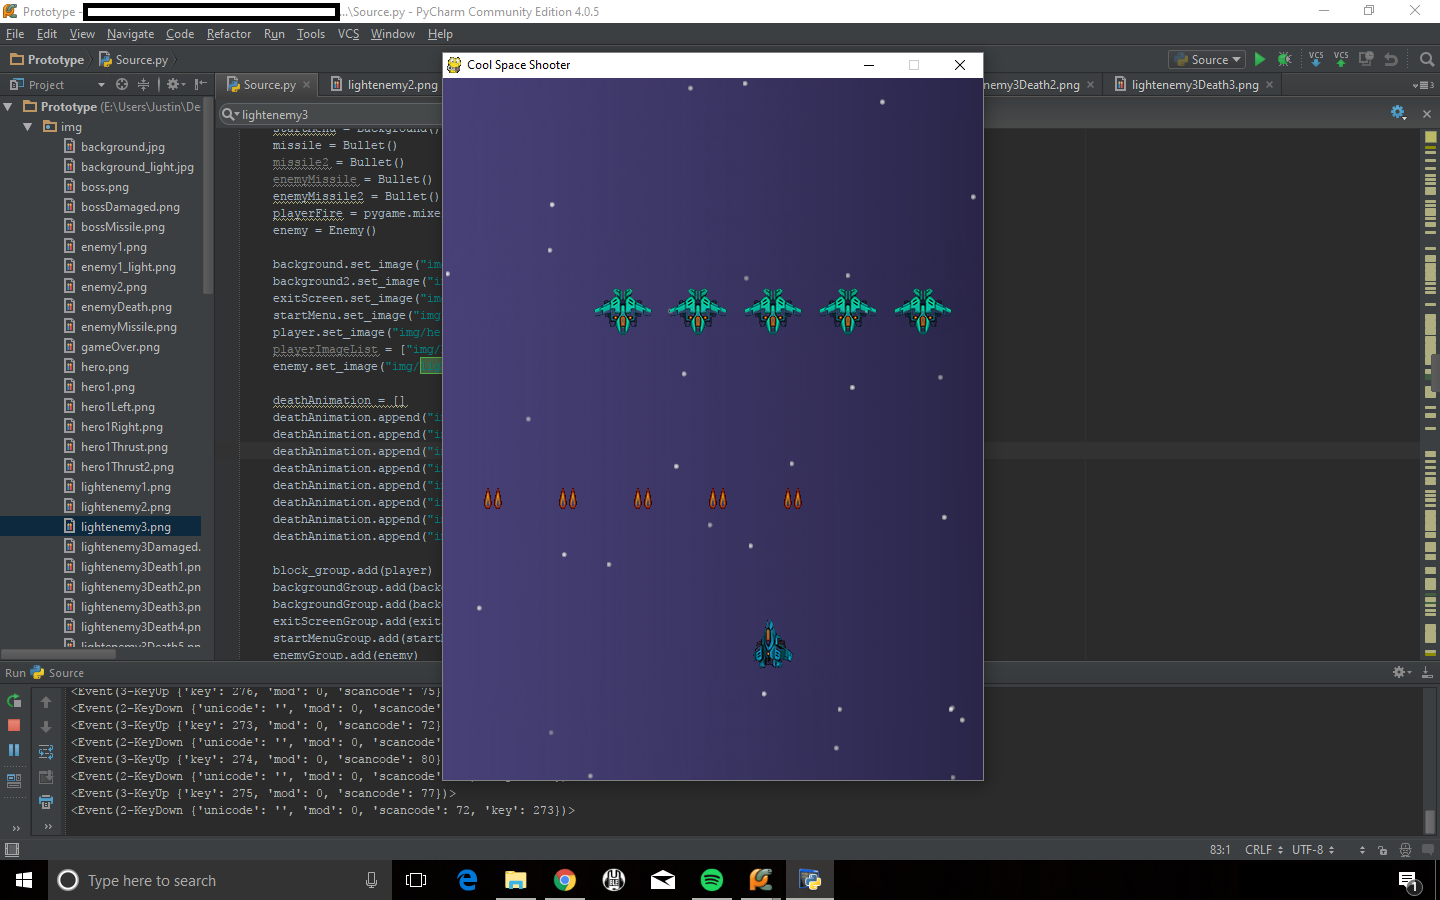 Prototype - ...\Source.py - PyCharm Community Edition 4.0.5
File Edit View Navigate Code Refactor Run Tools VCS Window Help
Prototype Source.py
Source
VCS VCS
Project
Source.py lightenemy2.png nemy3Death2.png lightenemy3Death3.png
3
Cool Space Shooter
lightenemy3
Prototype (E:\Users\Justin\De
img
background.jpg
background_light.jpg
boss.png
bossDamaged.png
bossMissile.png
enemy1.png
enemy1_light.png
enemy2.png
enemyDeath.png
enemyMissile.png
gameOver.png
hero.png
hero1.png
hero1Left.png
hero1Right.png
hero1Thrust.png
hero1Thrust2.png
lightenemy1.png
lightenemy2.png
lightenemy3.png
lightenemy3Damaged.
lightenemy3Death1.pn
lightenemy3Death2.pn
lightenemy3Death3.pn
lightenemy3Death4.pn
lightenemy3Death5.pn
startMenu = Background()
missile = Bullet()
missile2 = Bullet()
enemyMissile = Bullet()
enemyMissile2 = Bullet()
playerFire = pygame.mixe
enemy = Enemy()
background.set_image("im
background2.set_image("i
exitScreen.set_image("im
startMenu.set_image("img
player.set_image("img/he
playerImageList = ["img/
enemy.set_image("img/
deathAnimation = []
deathAnimation.append("i
deathAnimation.append("i
deathAnimation.append("i
deathAnimation.append("i
deathAnimation.append("i
deathAnimation.append("i
deathAnimation.append("i
deathAnimation.append("i
block_group.add(player)
backgroundGroup.add(back
backgroundGroup.add(back
exitScreenGroup.add(exit
startMenuGroup.add(start
enemyGroup.add(enemy)
Run Source
<Event(3-KeyUp {'key': 276, 'mod': 0, 'scancode': 75}
<Event(2-KeyDown {'unicode': '', 'mod': 0, 'scancode'
<Event(3-KeyUp {'key': 273, 'mod': 0, 'scancode': 72}
<Event(2-KeyDown {'unicode': '', 'mod': 0, 'scancode'
<Event(3-KeyUp {'key': 274, 'mod': 0, 'scancode': 80}
<Event(2-KeyDown {'unicode': '', 'mod': 0, 'scancode'
<Event(3-KeyUp {'key': 275, 'mod': 0, 'scancode': 77})>
<Event(2-KeyDown {'unicode': '', 'mod': 0, 'scancode': 72, 'key': 273})>
83:1 CRLF UTF-8
Type here to search
1